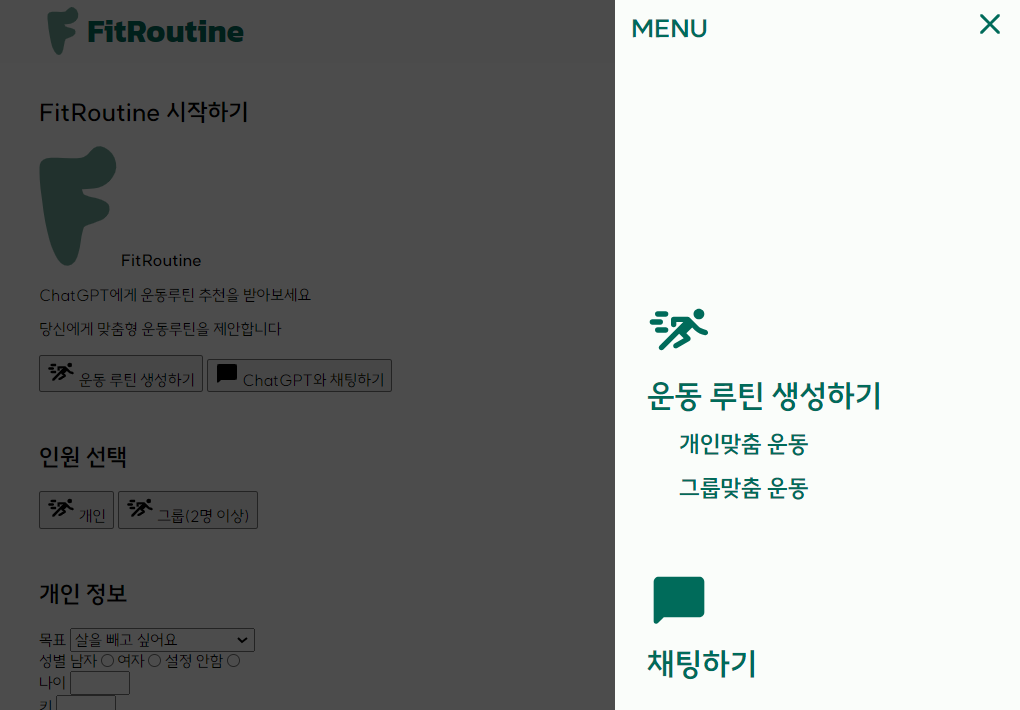 FitRoutine
FitRoutine 시작하기
FitRoutine
ChatGPT에게 운동루틴 추천을 받아보세요
당신에게 맞춤형 운동루틴을 제안합니다
운동 루틴 생성하기 ChatGPT와 채팅하기
인원 선택
개인 그룹(2명 이상)
개인 정보
목표 살을 빼고 싶어요
성별 남자 여자 설정 안함
나이
키
MENU
운동 루틴 생성하기
개인맞춤 운동
그룹맞춤 운동
채팅하기